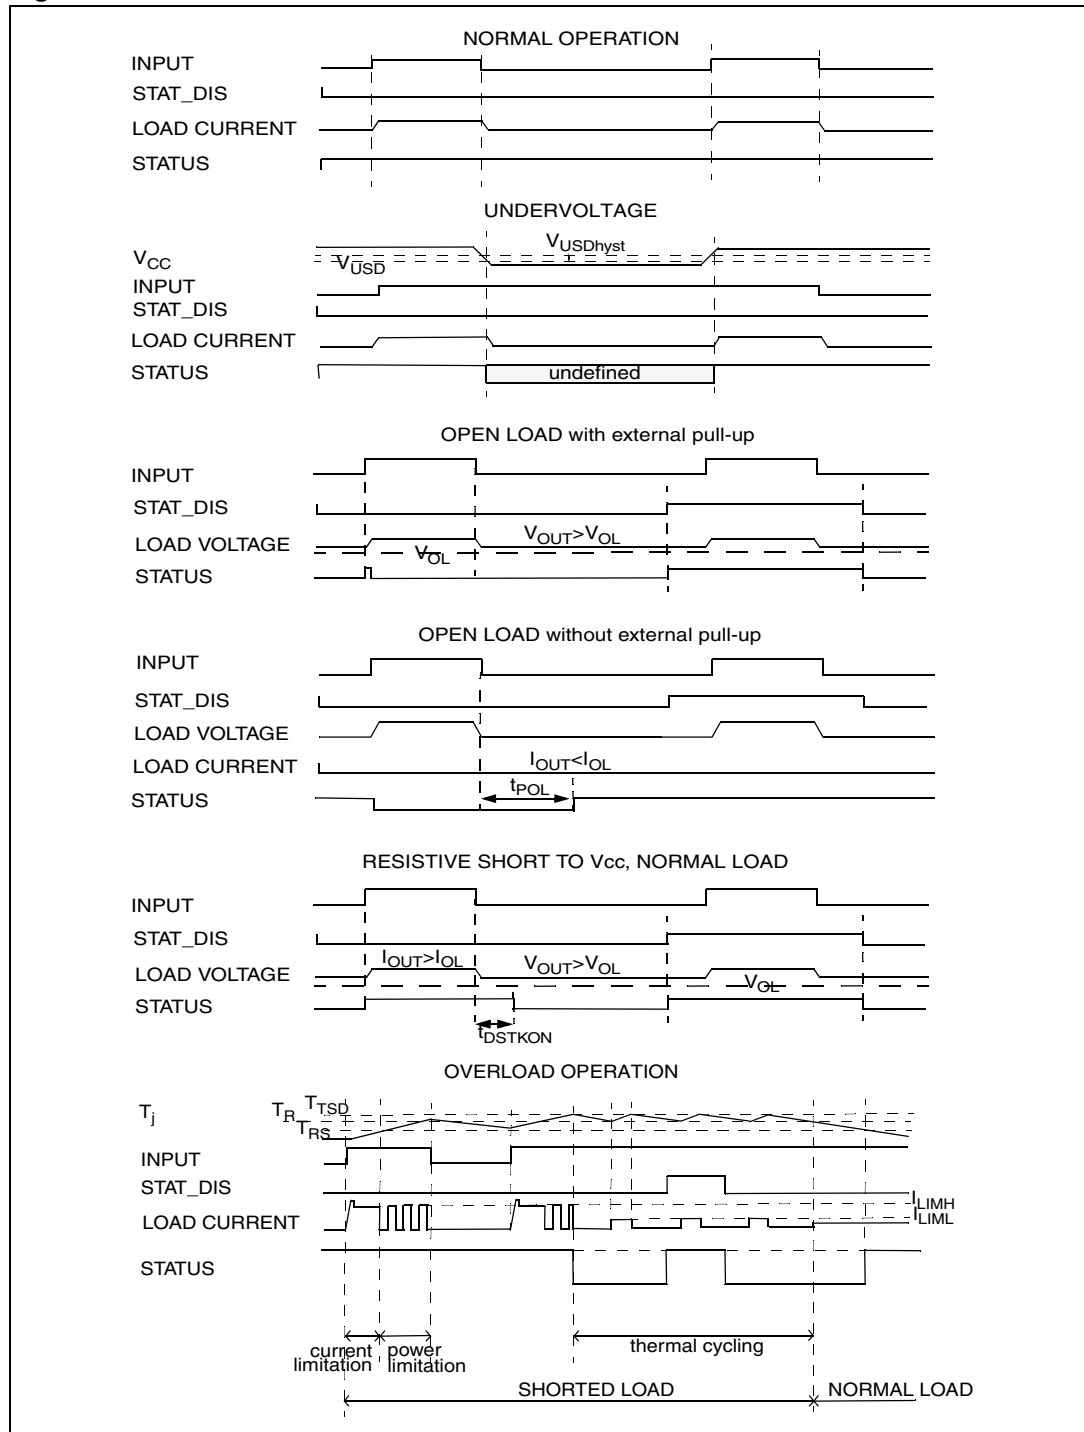 NORMAL OPERATION
INPUT
STAT_DIS
LOAD CURRENT
STATUS
UNDERVOLTAGE
VUSDhyst
VCC
VUSD
INPUT
STAT_DIS
LOAD CURRENT
STATUS
undefined
OPEN LOAD with external pull-up
INPUT
STAT_DIS
LOAD VOLTAGE
VOUT>VOL
VOL
STATUS
OPEN LOAD without external pull-up
INPUT
STAT_DIS
LOAD VOLTAGE
LOAD CURRENT
IOUT<IOL
tPOL
STATUS
RESISTIVE SHORT TO Vcc, NORMAL LOAD
INPUT
STAT_DIS
IOUT>IOL
VOUT>VOL
LOAD VOLTAGE
VOL
STATUS
tDSTKON
OVERLOAD OPERATION
Tj
TR
TTSD
TRS
INPUT
STAT_DIS
ILIMH
LOAD CURRENT
ILIML
STATUS
current
limitation
power
limitation
thermal cycling
SHORTED LOAD
NORMAL LOAD